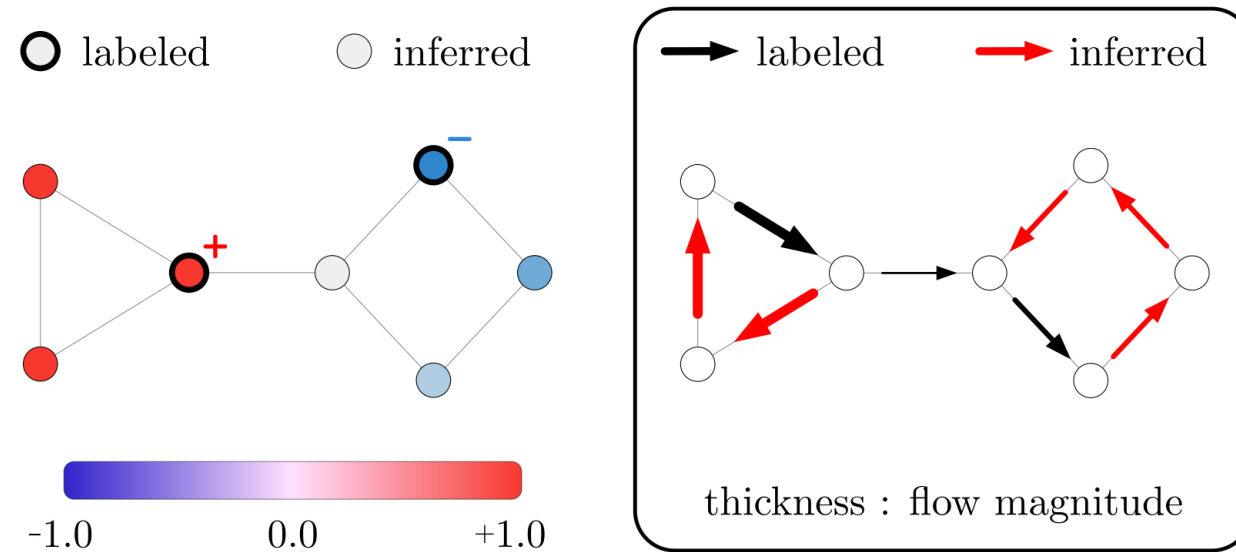 labeled
inferred
+
−
-1.0
0.0
+1.0
labeled
inferred
thickness : flow magnitude